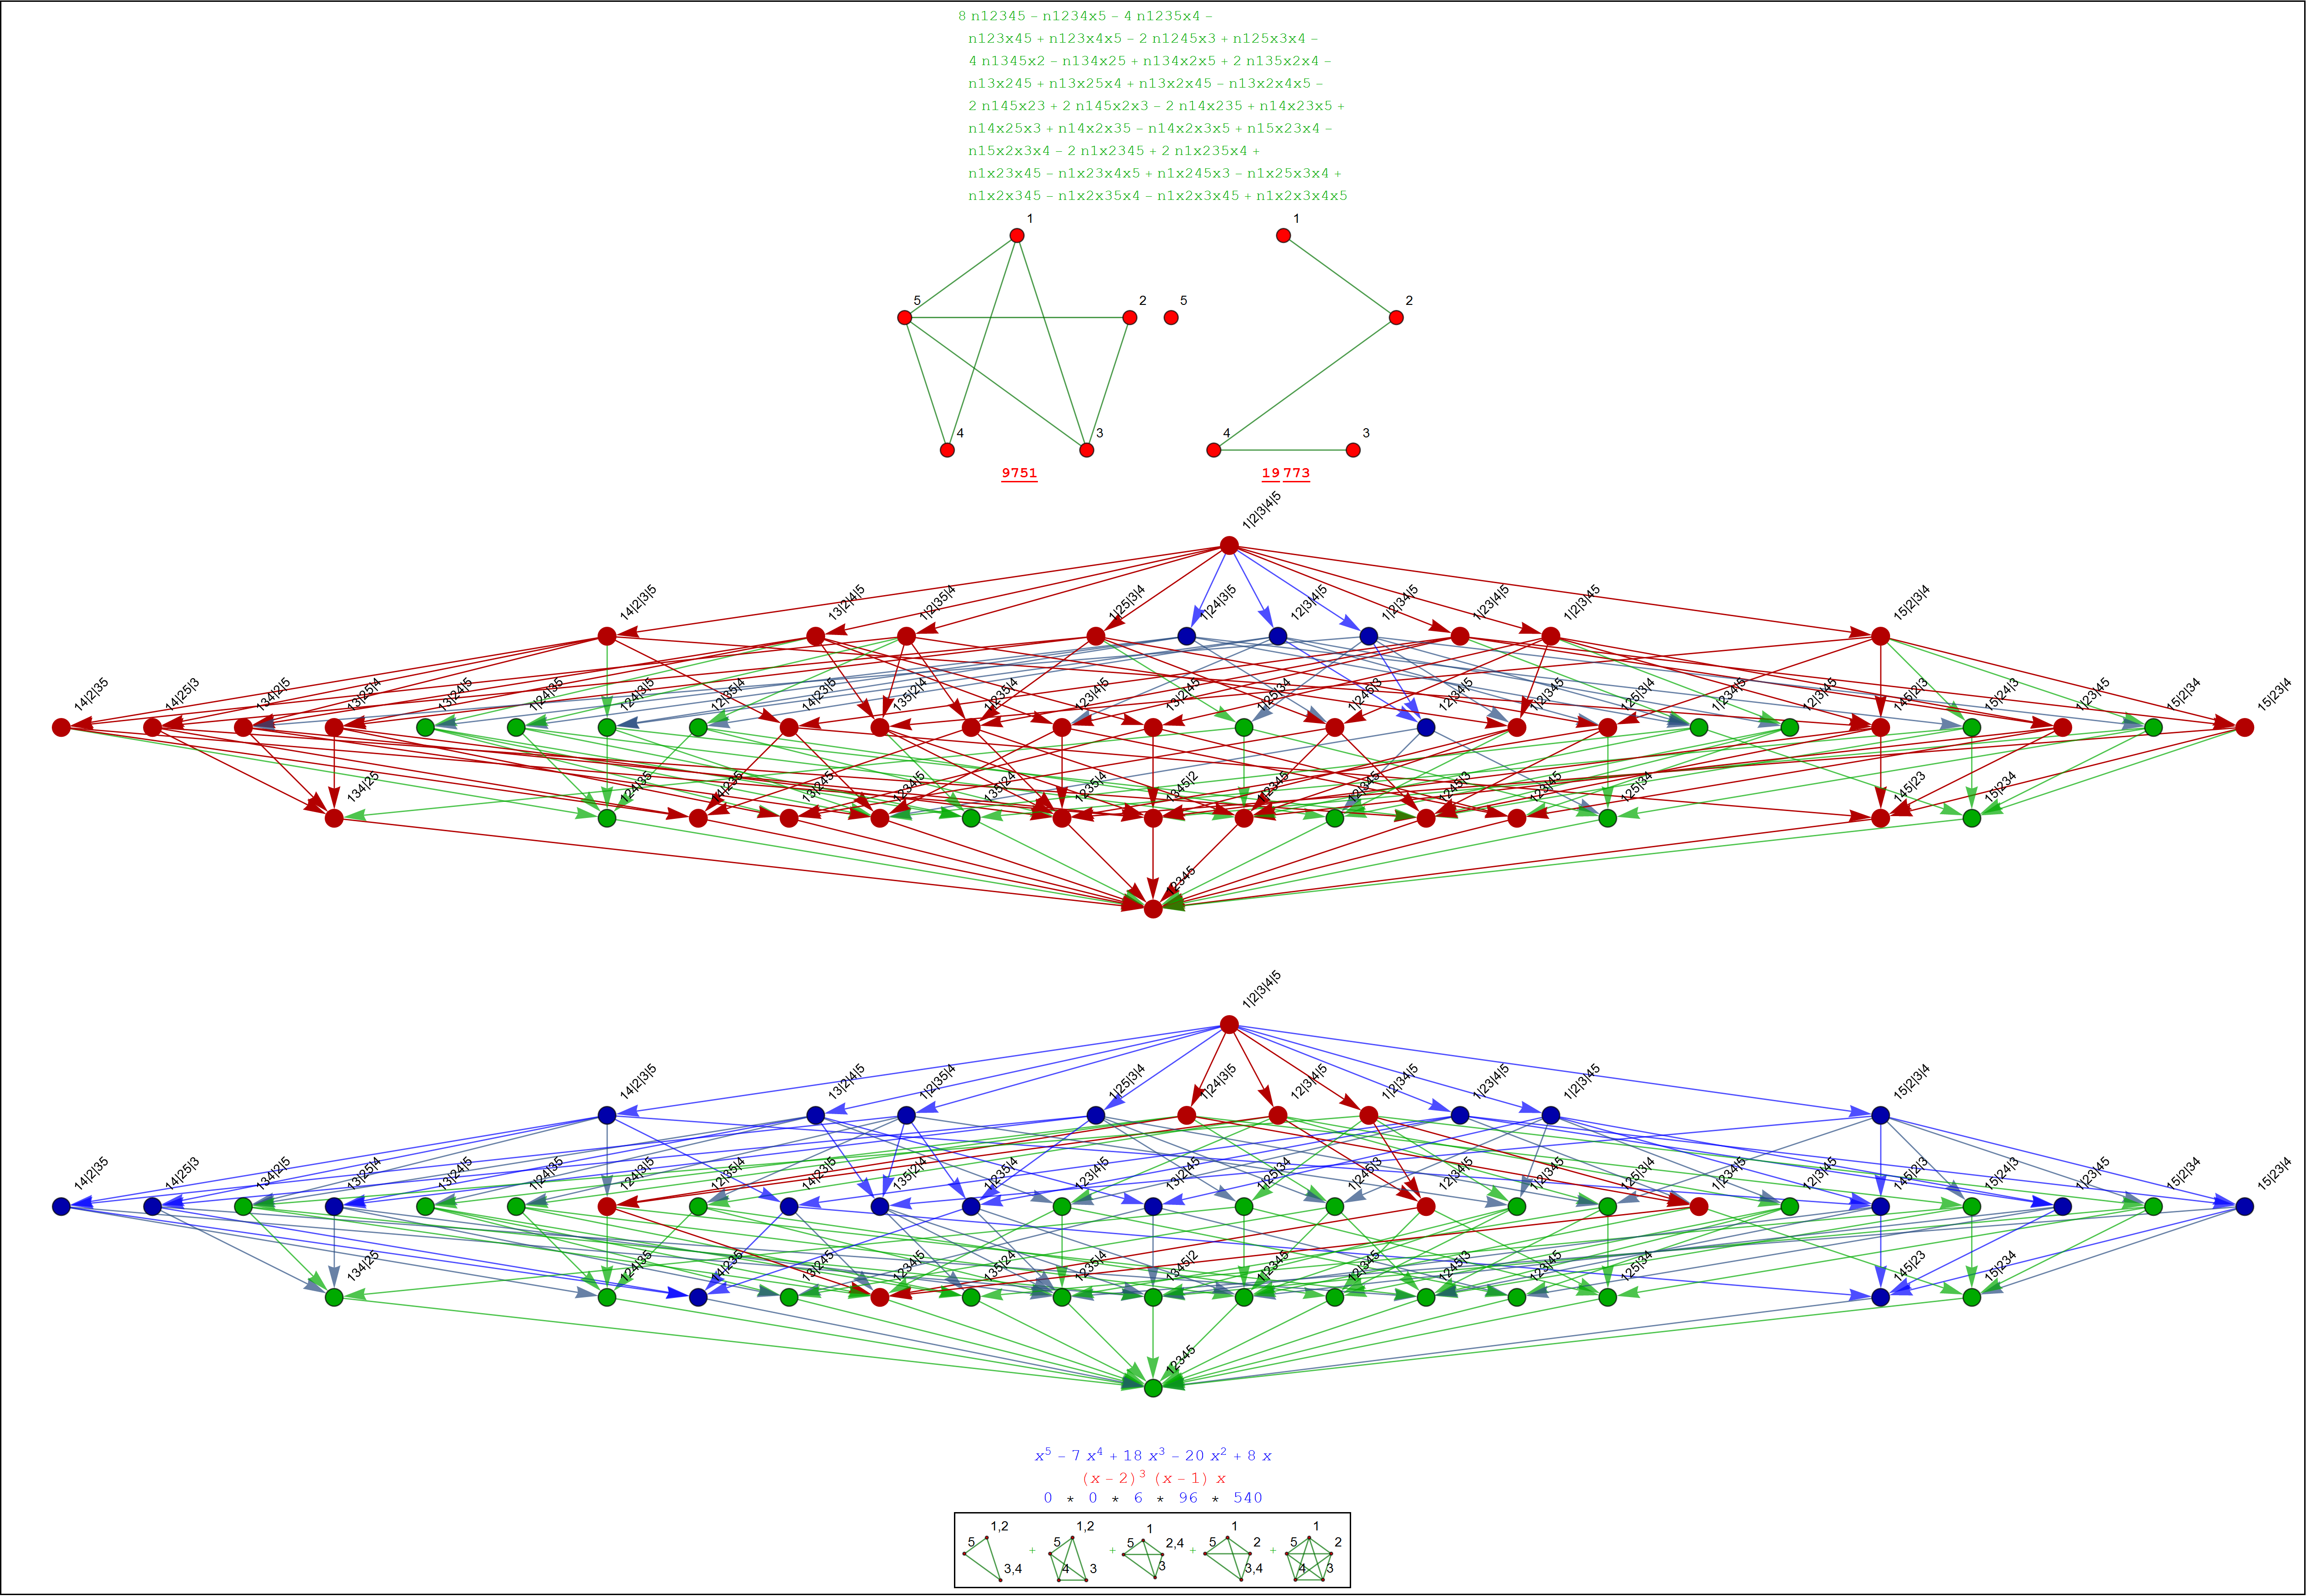 8 n12345 – n1234x5 – 4 n1235x4 –
n123x45 + n123x4x5 – 2 n1245x3 + n125x3x4 –
4 n1345x2 – n134x25 + n134x2x5 + 2 n135x2x4 –
n13x245 + n13x25x4 + n13x2x45 – n13x2x4x5 –
2 n145x23 + 2 n145x2x3 – 2 n14x235 + n14x23x5 +
n14x25x3 + n14x2x35 – n14x2x3x5 + n15x23x4 –
n15x2x3x4 – 2 n1x2345 + 2 n1x235x4 +
n1x23x45 – n1x23x4x5 + n1x245x3 – n1x25x3x4 +
n1x2x345 – n1x2x35x4 – n1x2x3x45 + n1x2x3x4x5
1 1
5 2 5 2
4 3 4 3
9751 19 773
1|2|3|4|5
14|2|3|5 13|2|4|5 1|2|35|4 1|25|3|4 1|24|3|5 12|3|4|5 1|2|34|5 1|23|4|5 1|2|3|45 15|2|3|4
14|2|35 14|25|3 134|2|5 13|25|4 13|24|5 1|24|35 124|3|5 12|35|4 14|23|5 135|2|4 1|235|4 123|4|5 13|2|45 1|25|34 1|245|3 12|34|5 1|2|345 125|3|4 1|234|5 12|3|45 145|2|3 15|24|3 1|23|45 15|2|34 15|23|4
134|25 124|35 14|235 13|245 1234|5 135|24 1235|4 1345|2 1|2345 12|345 1245|3 123|45 125|34 145|23 15|234
12345
1|2|3|4|5
14|2|3|5 13|2|4|5 1|2|35|4 1|25|3|4 1|24|3|5 12|3|4|5 1|2|34|5 1|23|4|5 1|2|3|45 15|2|3|4
14|2|35 14|25|3 134|2|5 13|25|4 13|24|5 1|24|35 124|3|5 12|35|4 14|23|5 135|2|4 1|235|4 123|4|5 13|2|45 1|25|34 1|245|3 12|34|5 1|2|345 125|3|4 1|234|5 12|3|45 145|2|3 15|24|3 1|23|45 15|2|34 15|23|4
134|25 124|35 14|235 13|245 1234|5 135|24 1235|4 1345|2 1|2345 12|345 1245|3 123|45 125|34 145|23 15|234
12345
x⁵ – 7 x⁴ + 18 x³ – 20 x² + 8 x
(x – 2)³ (x – 1) x
0 * 0 * 6 * 96 * 540
1,2 1,2 1 1 1
5 + 5 + 5 2,4 + 5 2 + 5 2
3,4 4 3 3 3,4 4 3